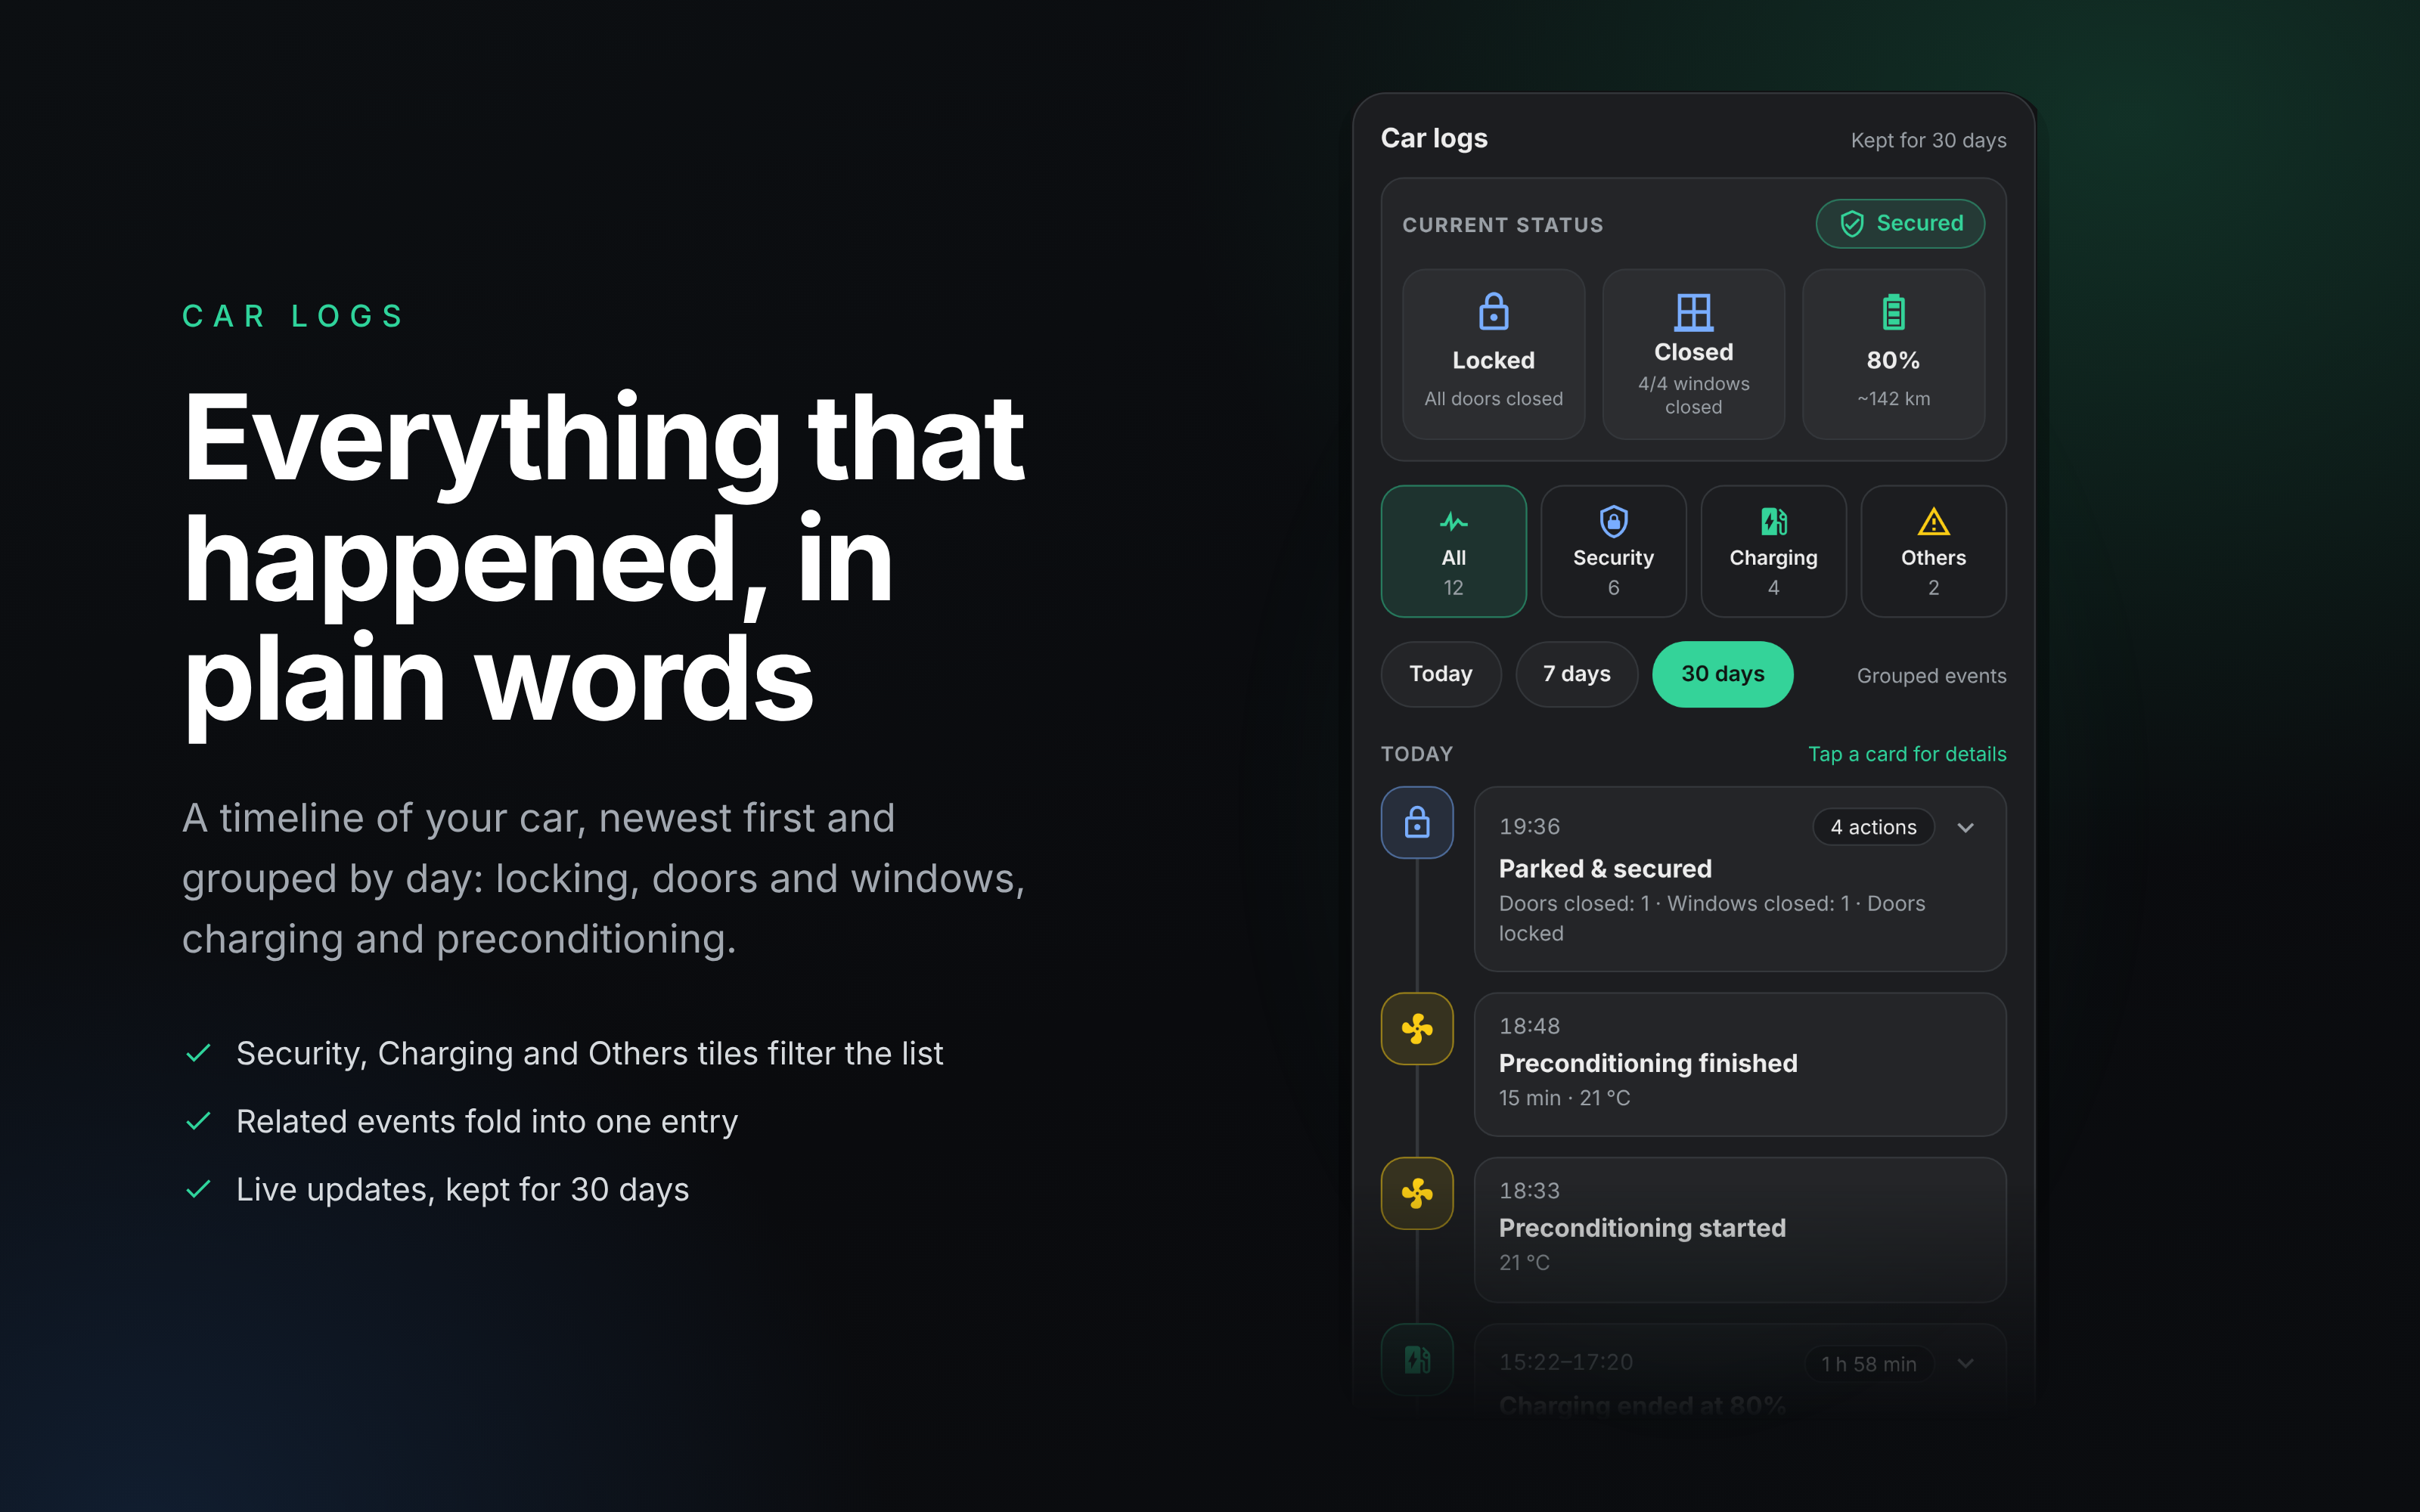 CAR LOGS
Everything that
happened, in
plain words
A timeline of your car, newest first and
grouped by day: locking, doors and windows,
charging and preconditioning.
Security, Charging and Others tiles filter the list
Related events fold into one entry
Live updates, kept for 30 days
Car logs
Kept for 30 days
CURRENT STATUS
Secured
Locked
All doors closed
Closed
4/4 windows
closed
80%
~142 km
All
12
Security
6
Charging
4
Others
2
Today
7 days
30 days
Grouped events
TODAY
Tap a card for details
19:36
4 actions
Parked & secured
Doors closed: 1 · Windows closed: 1 · Doors
locked
18:48
Preconditioning finished
15 min · 21 °C
18:33
Preconditioning started
21 °C
15:22–17:20
1 h 58 min
Charging ended at 80%